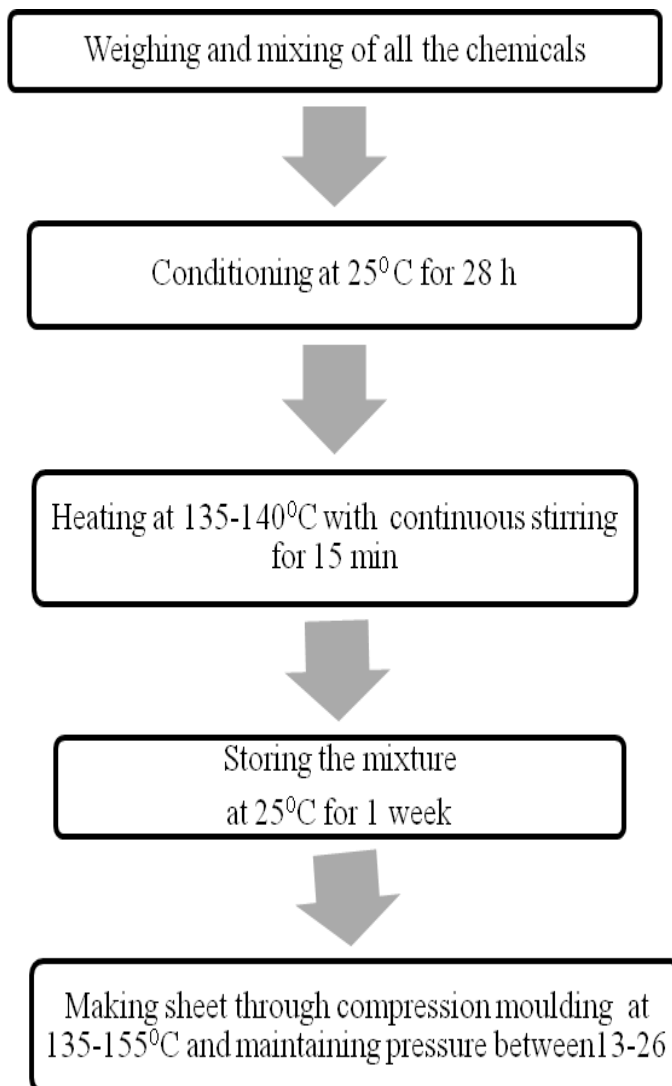 Weighing and mixing of all the chemicals
Conditioning at 25⁰ C for 28 h
Heating at 135-140⁰C with continuous stirring
for 15 min
Storing the mixture
at 25⁰C for 1 week
Making sheet through compression moulding at
135-155⁰C and maintaining pressure between13-26